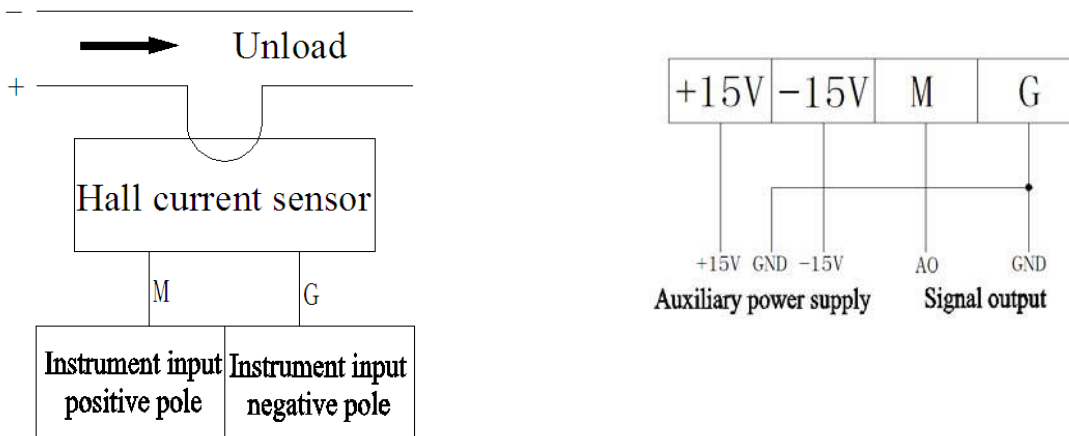 −
Unload
+
Hall current sensor
M G
Instrument input
positive pole
Instrument input
negative pole
+15V -15V M G
+15V GND -15V AO GND
Auxiliary power supply Signal output